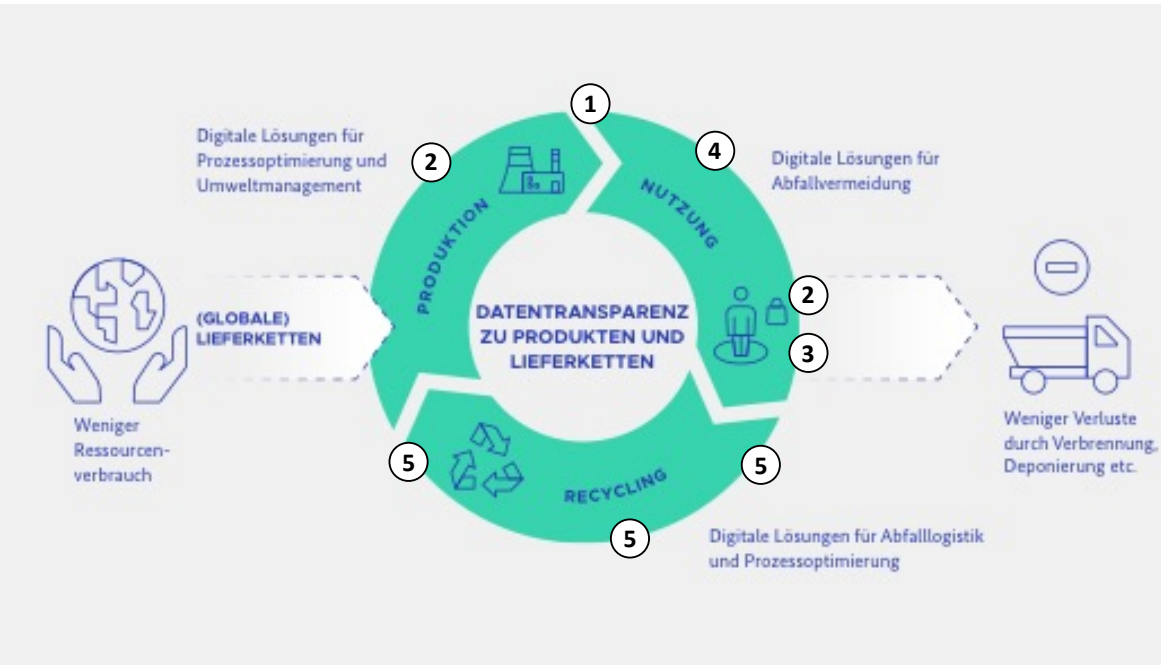 1
Digitale Lösungen für
Prozessoptimierung und
Umweltmanagement
2
4
Digitale Lösungen für
Abfallvermeidung
PRODUKTION
NUTZUNG
(GLOBALE)
LIEFERKETTEN
DATENTRANSPARENZ
ZU PRODUKTEN UND
LIEFERKETTEN
2
3
Weniger
Ressourcen-
verbrauch
Weniger Verluste
durch Verbrennung,
Deponierung etc.
5
RECYCLING
5
5
Digitale Lösungen für Abfalllogistik
und Prozessoptimierung